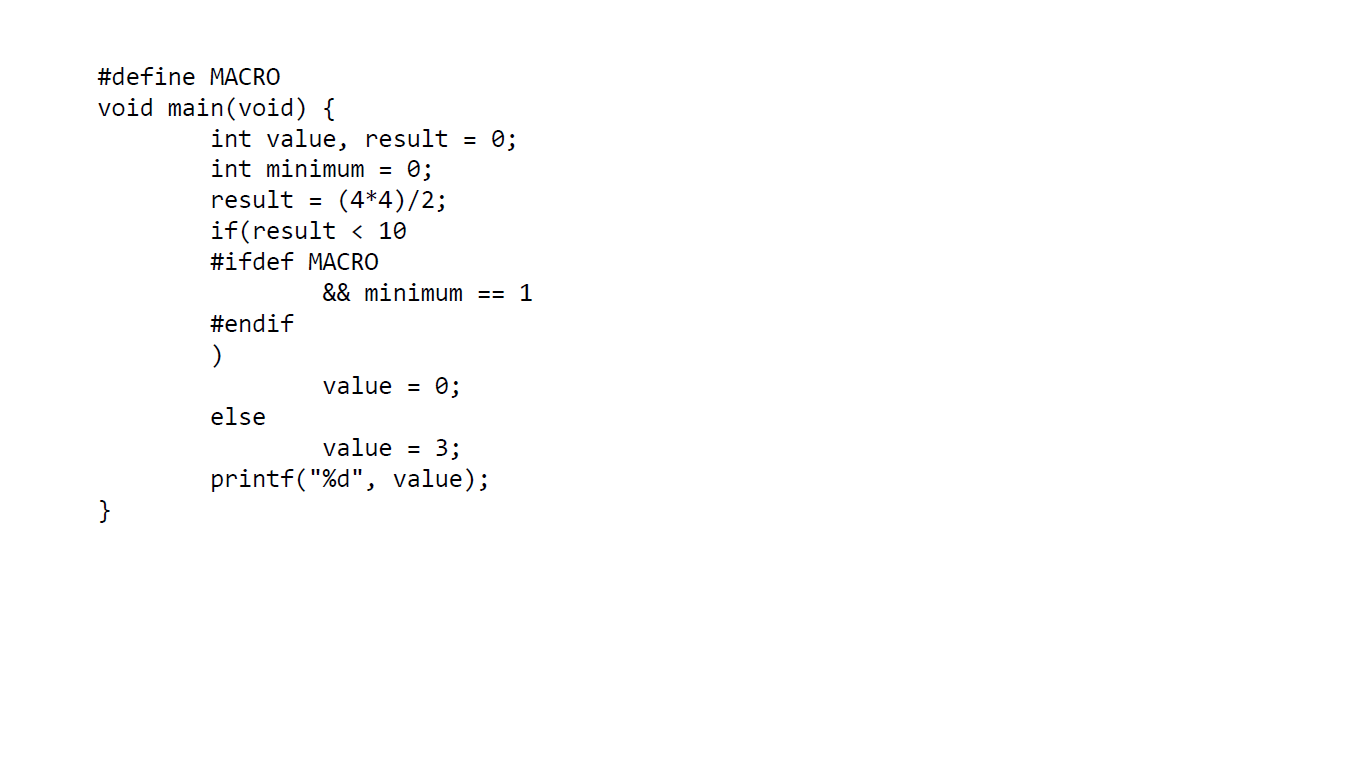 #define MACRO
void main(void) {
        int value, result = 0;
        int minimum = 0;
        result = (4*4)/2;
        if(result < 10
        #ifdef MACRO
                && minimum == 1
        #endif
        )
                value = 0;
        else
                value = 3;
        printf("%d", value);
}